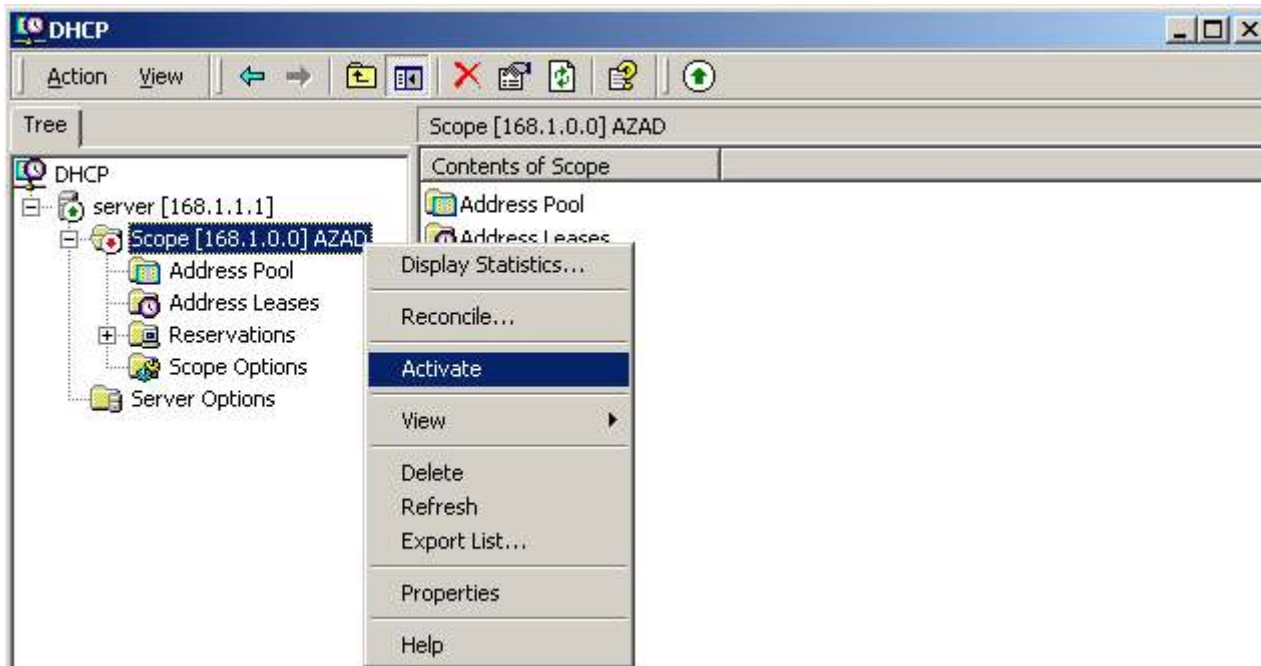 DHCP
Action View
Tree
Scope [168.1.0.0] AZAD
DHCP
server [168.1.1.1]
Scope [168.1.0.0] AZAD
Address Pool
Address Leases
Reservations
Scope Options
Server Options
Contents of Scope
Address Pool
Address Leases
Display Statistics...
Reconcile...
Activate
View
Delete
Refresh
Export List...
Properties
Help